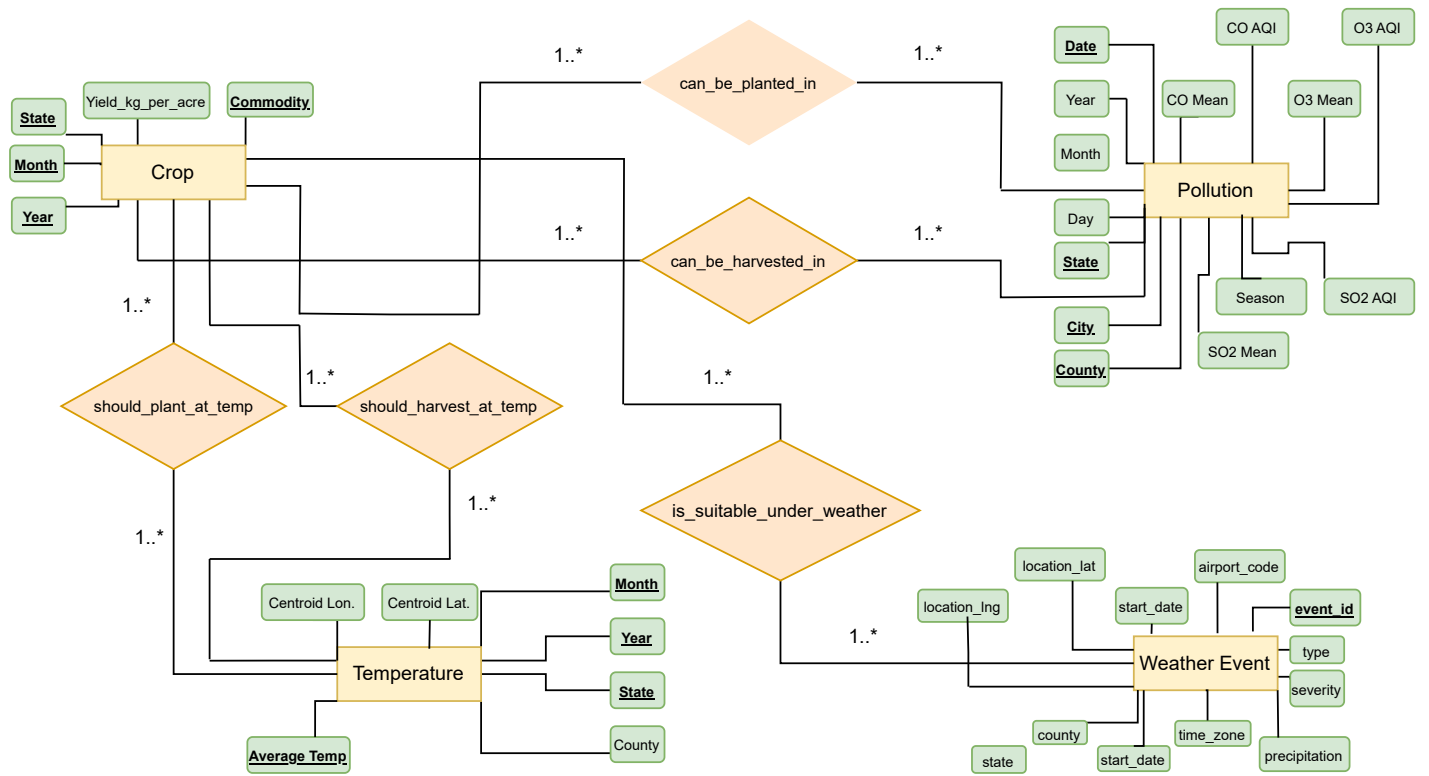 CO AQI
O3 AQI
1..*
1..*
Date
can_be_planted_in
Yield_kg_per_acre
Commodity
Year
CO Mean
O3 Mean
State
Month
Month
Crop
Pollution
Year
Day
1..*
1..*
State
can_be_harvested_in
Season
SO2 AQI
1..*
City
SO2 Mean
County
1..*
1..*
should_plant_at_temp
should_harvest_at_temp
1..*
is_suitable_under_weather
1..*
location_lat
airport_code
Month
Centroid Lon.
Centroid Lat.
location_lng
start_date
event_id
Year
1..*
type
Temperature
Weather Event
State
severity
County
county
time_zone
Average Temp
state
start_date
precipitation